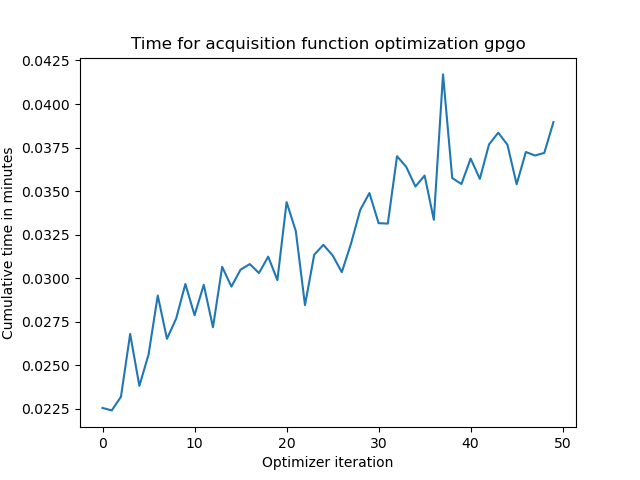 Time for acquisition function optimization gpgo
0.0425
0.0400
0.0375
0.0350
0.0325
0.0300
0.0275
0.0250
0.0225
Cumulative time in minutes
0 10 20 30 40 50
Optimizer iteration